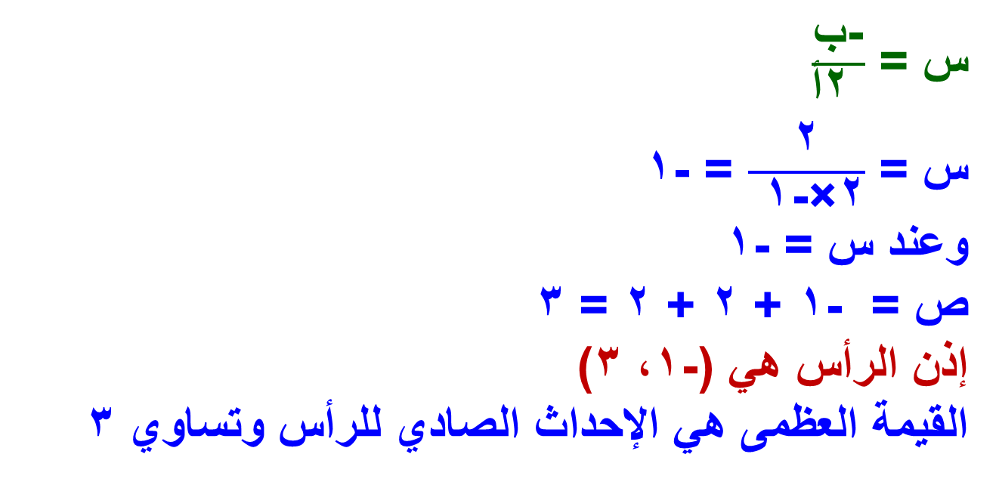 س = -ب/٢أ
س = ٢/(٢ ×-١) = -١
وعند س = -١
ص = -١ + ٢ + ٢ = ٣
إذن الرأس هي (-١، ٣)
القيمة العظمى هي الإحداث الصادي للرأس وتساوي ٣